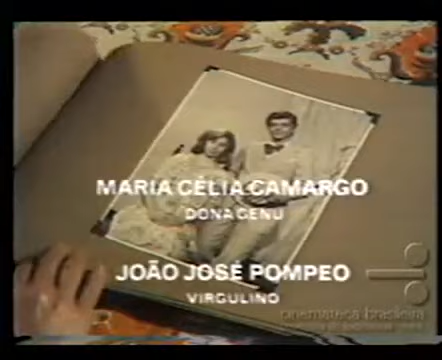 MARIA CÉLIA CAMARGO
DONA GENU
JOÃO JOSÉ POMPEO
VIRGULINO
cinemateca brasileira